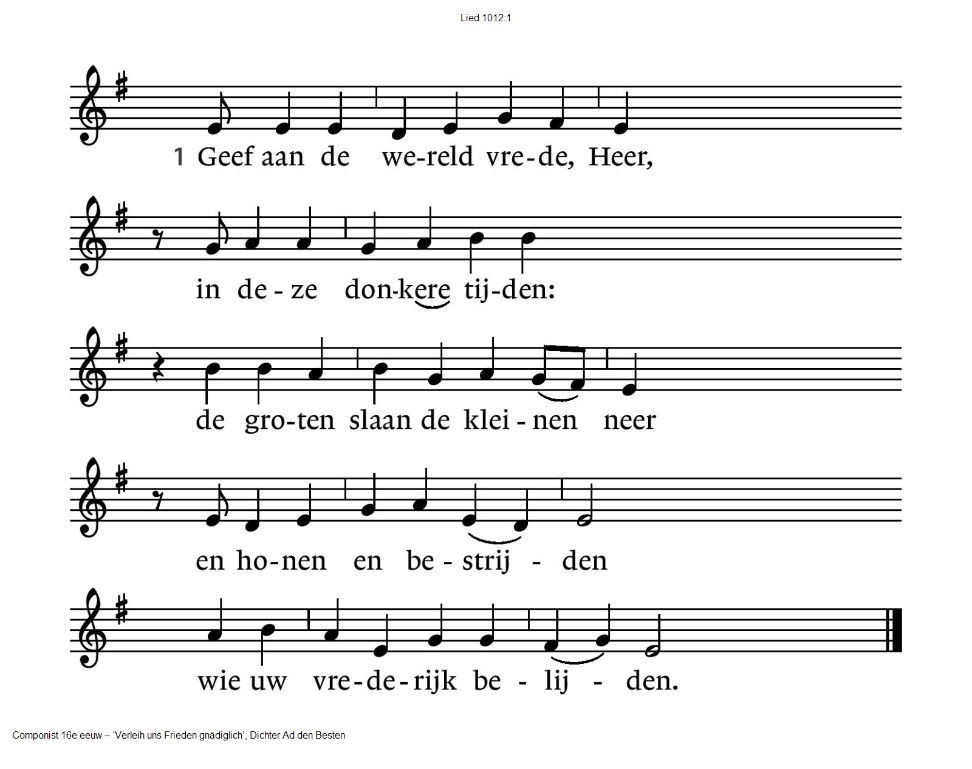 Lied 1012:1
1 Geef aan de we-reld vre-de, Heer,
in de-ze don-kere tij-den:
de gro-ten slaan de klei-nen neer
en ho-nen en be-strij-den
wie uw vre-de-rijk be-lij-den.
Componist 16e eeuw – 'Verleih uns Frieden gnädiglich', Dichter Ad den Besten